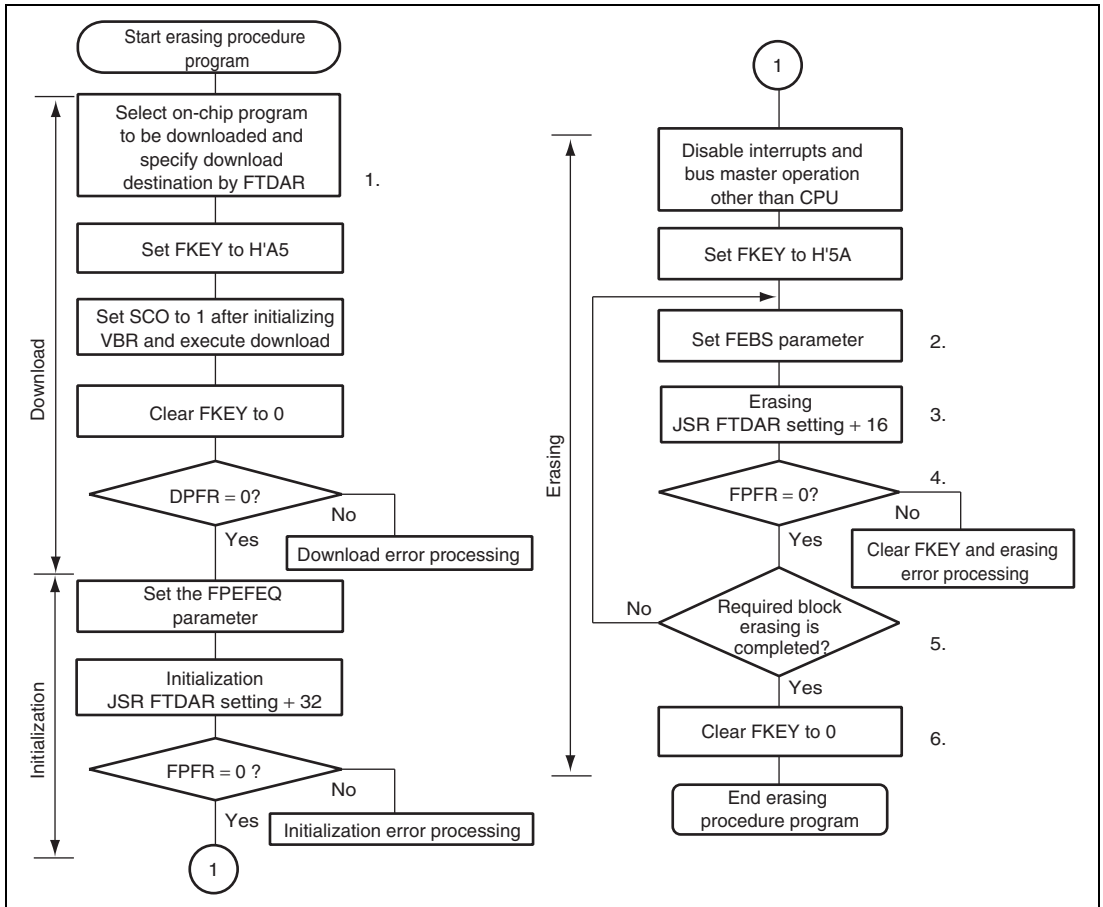 Start erasing procedure
program
Select on-chip program
to be downloaded and
specify download
destination by FTDAR
1.
Set FKEY to H'A5
Set SCO to 1 after initializing
VBR and execute download
Clear FKEY to 0
DPFR = 0?
No
Yes
Download error processing
Download
Set the FPEFEQ
parameter
Initialization
JSR FTDAR setting + 32
FPFR = 0 ?
No
Yes
Initialization error processing
Initialization
1
1
Disable interrupts and
bus master operation
other than CPU
Set FKEY to H'5A
Set FEBS parameter
2.
Erasing
JSR FTDAR setting + 16
3.
4.
FPFR = 0?
No
Yes
Clear FKEY and erasing
error processing
No
Required block
erasing is
completed?
5.
Yes
Clear FKEY to 0
6.
Erasing
End erasing
procedure program